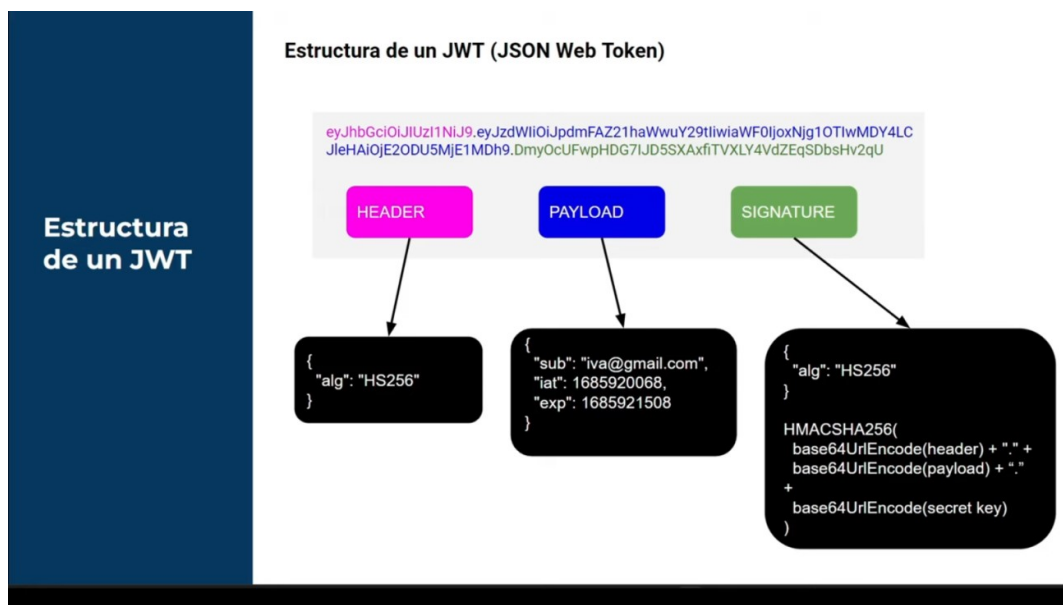 Estructura
de un JWT
Estructura de un JWT (JSON Web Token)
eyJhbGciOiJIUzI1NiJ9.eyJzdWIiOiJpdmFAZ21haWwuY29tIiwiaWF0IjoxNjg1OTIwMDY4LC
JleHAiOjE2ODU5MjE1MDh9.DmyOcUFwpHDG7IJD5SXAxfiTVXLY4VdZEqSDbsHv2qU
HEADER
PAYLOAD
SIGNATURE
{
"alg": "HS256"
}
{
"sub": "iva@gmail.com",
"iat": 1685920068,
"exp": 1685921508
}
{
"alg": "HS256"
}
HMACSHA256(
base64UrlEncode(header) + "." +
base64UrlEncode(payload) + “.”
+
base64UrlEncode(secret key)
)